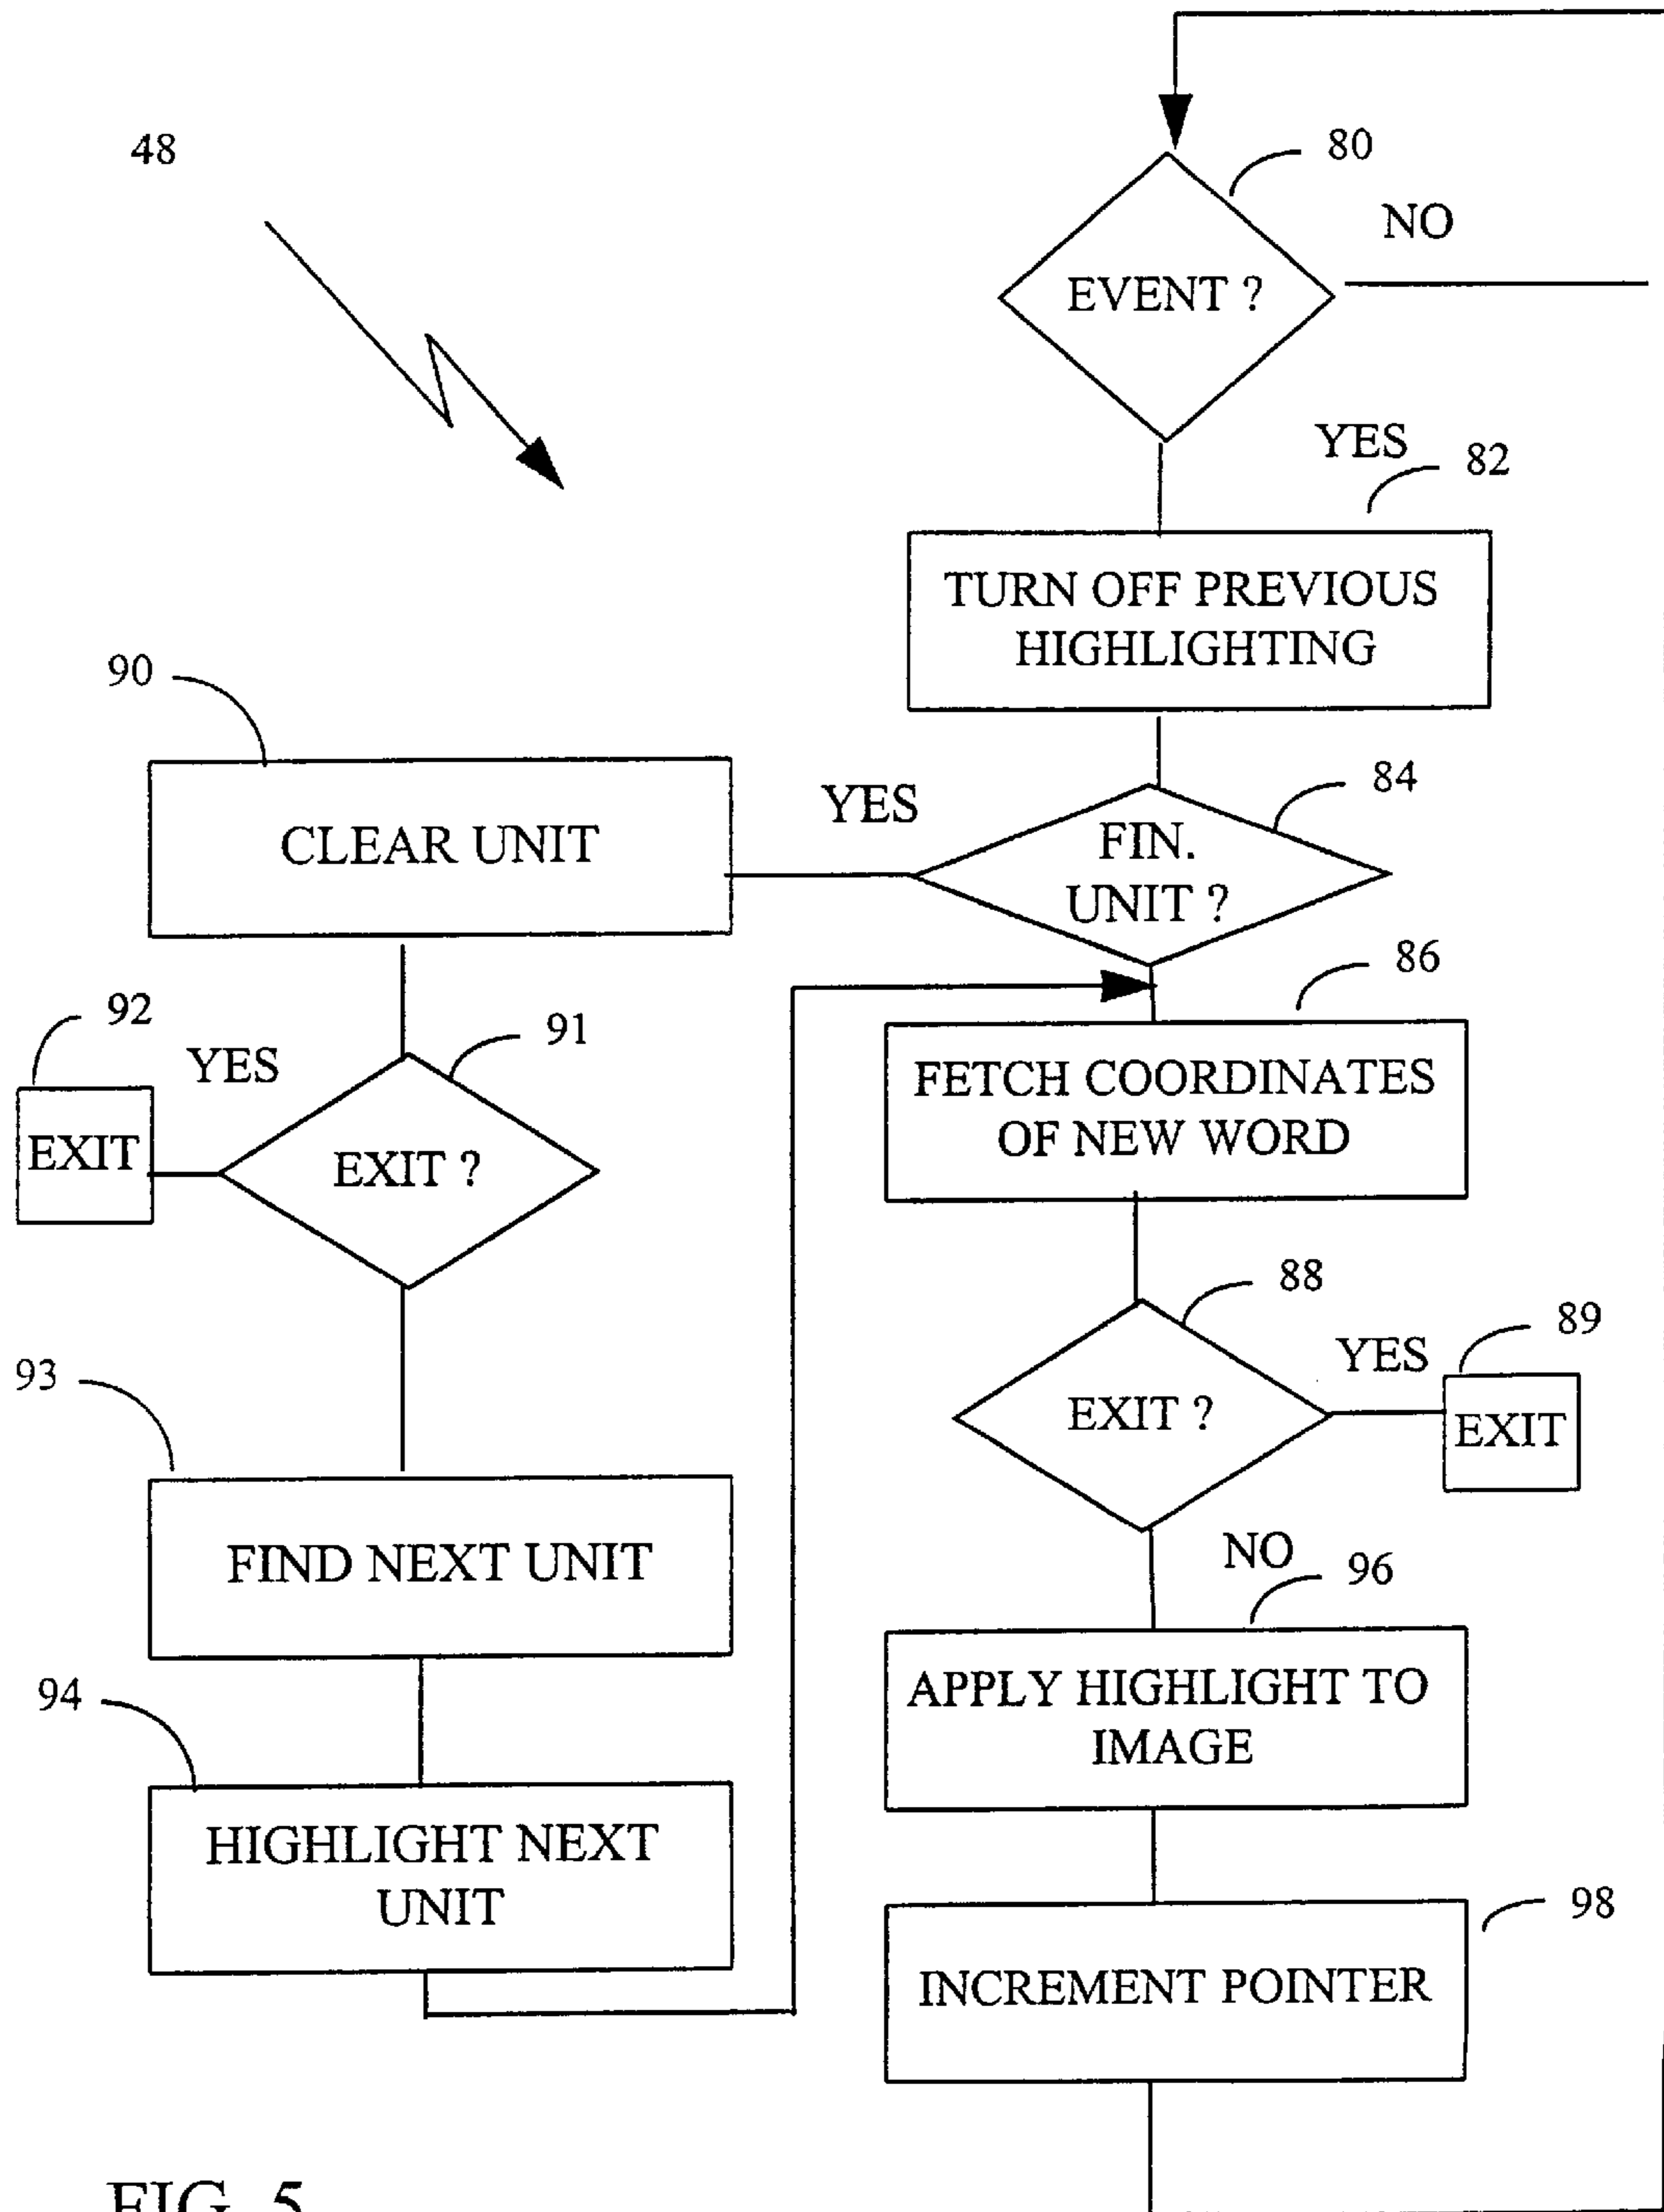 48
80
NO
EVENT ?
YES
82
TURN OFF PREVIOUS
HIGHLIGHTING
90
CLEAR UNIT
YES
84
FIN.
UNIT ?
86
FETCH COORDINATES
OF NEW WORD
92
YES
91
EXIT
EXIT ?
88
YES
89
EXIT ?
EXIT
93
FIND NEXT UNIT
NO
96
APPLY HIGHLIGHT TO
IMAGE
94
HIGHLIGHT NEXT
UNIT
98
INCREMENT POINTER
FIG. 5